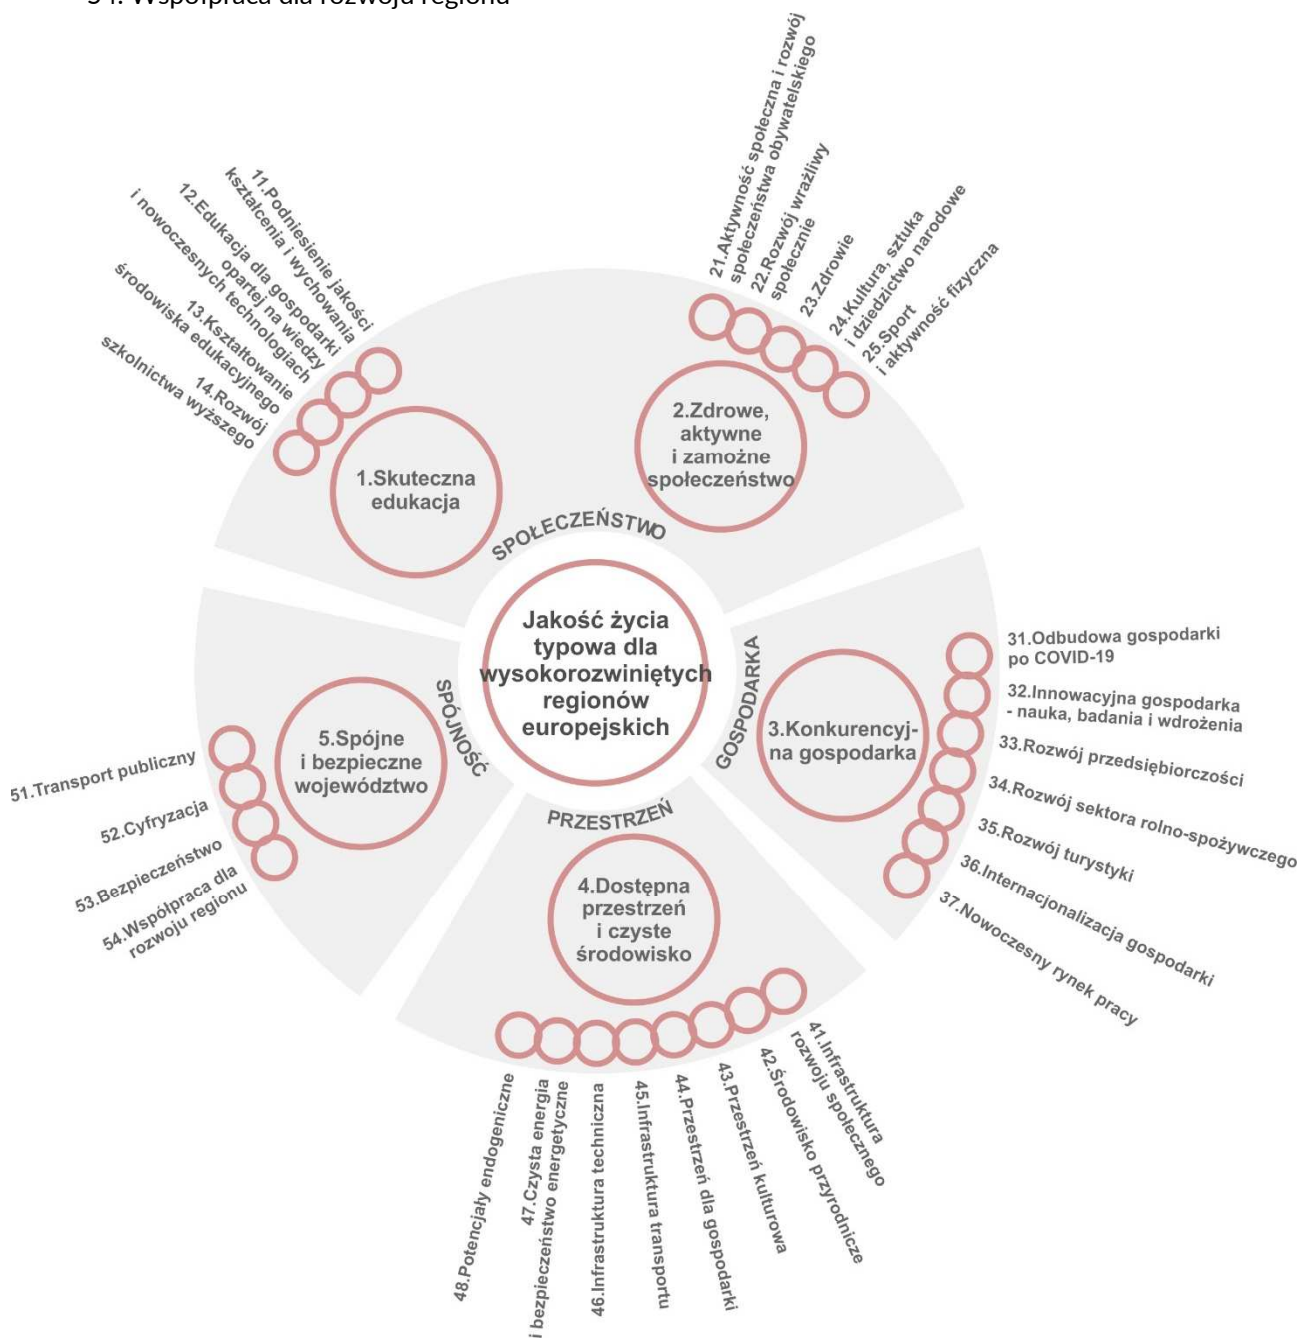 54. Współpraca dla rozwoju regionu
11.Podniesienie jakości
kształcenia i wychowania
12.Edukacja dla gospodarki
opartej na wiedzy
i nowoczesnych technologiach
13.Kształtowanie
środowiska edukacyjnego
14.Rozwój
szkolnictwa wyższego
21.Aktywność społeczna i rozwój
społeczeństwa obywatelskiego
22.Rozwój wrażliwy
społecznie
23.Zdrowie
24.Kultura, sztuka
i dziedzictwo narodowe
25.Sport
i aktywność fizyczna
1.Skuteczna
edukacja
2.Zdrowe,
aktywne
i zamożne
społeczeństwo
SPOŁECZEŃSTWO
Jakość życia
typowa dla
wysokorozwiniętych
regionów
europejskich
GOSPODARKA
3.Konkurencyj-
na gospodarka
31.Odbudowa gospodarki
po COVID-19
32.Innowacyjna gospodarka
- nauka, badania i wdrożenia
33.Rozwój przedsiębiorczości
34.Rozwój sektora rolno-spożywczego
35.Rozwój turystyki
36.Internacjonalizacja gospodarki
37.Nowoczesny rynek pracy
PRZESTRZEŃ
4.Dostępna
przestrzeń
i czyste
środowisko
41.Infrastruktura
rozwoju społecznego
42.Środowisko przyrodnicze
43.Przestrzeń kulturowa
44.Przestrzeń dla gospodarki
45.Infrastruktura transportu
46.Infrastruktura techniczna
47.Czysta energia
i bezpieczeństwo energetyczne
48.Potencjały endogeniczne
SPÓJNOŚĆ
5.Spójne
i bezpieczne
województwo
51.Transport publiczny
52.Cyfryzacja
53.Bezpieczeństwo
54.Współpraca dla
rozwoju regionu